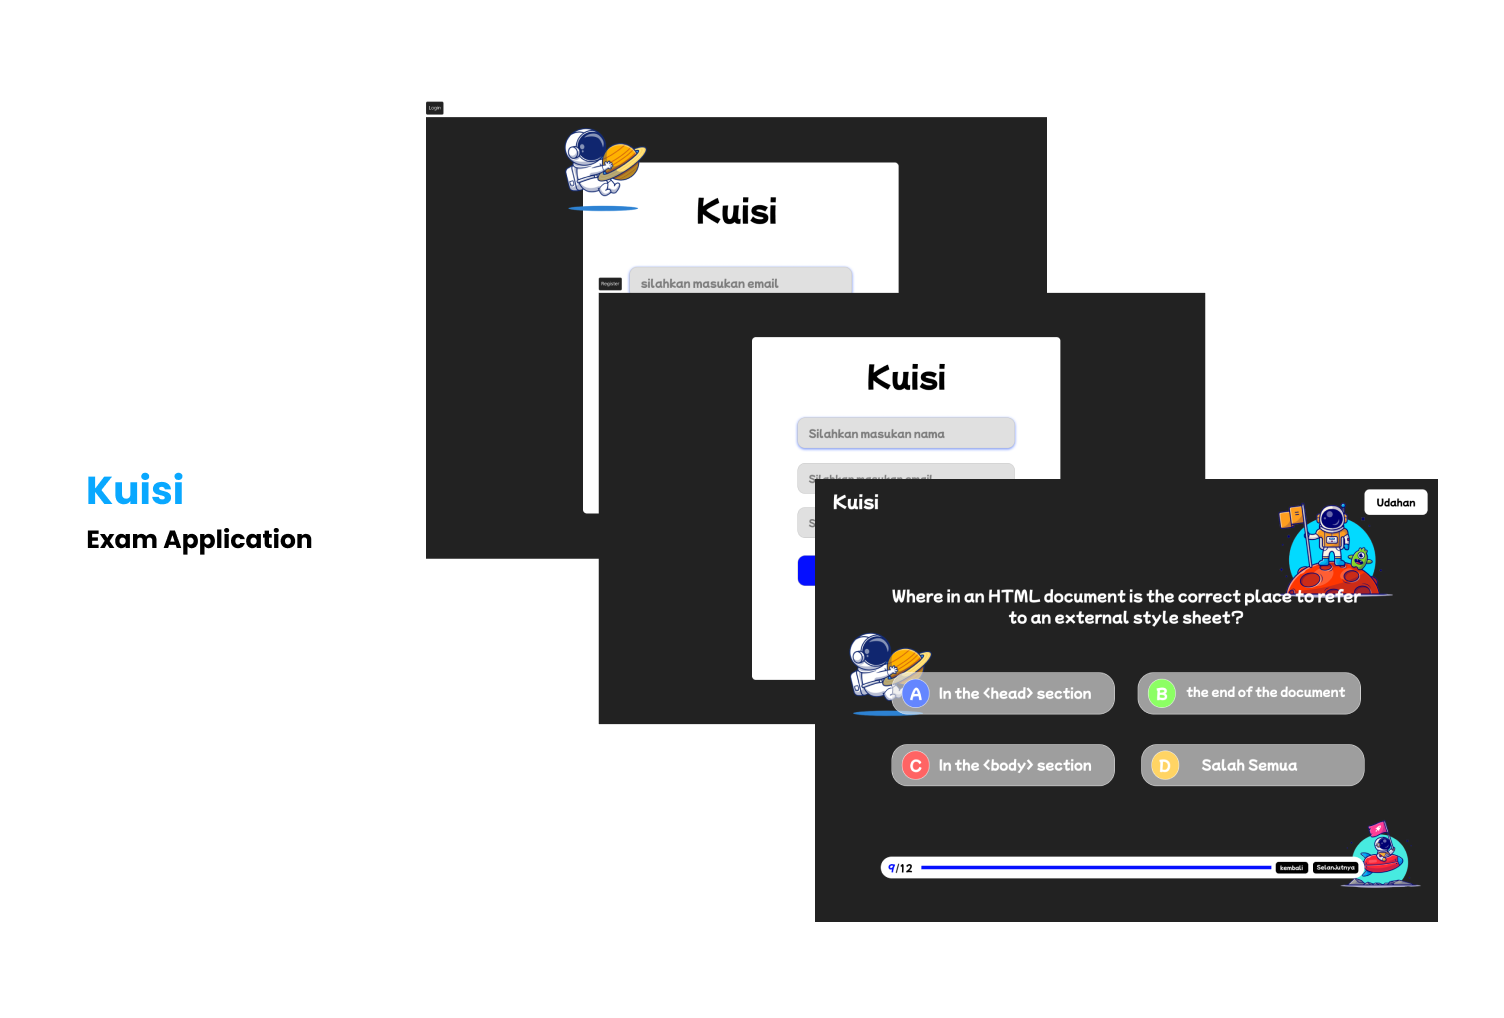 Kuisi
Exam Application
Login
Kuisi
silahkan masukan email
Register
Kuisi
Silahkan masukan nama
Silahkan masukan email
Kuisi
Udahan
Where in an HTML document is the correct place to refer
to an external style sheet?
A In the <head> section
B the end of the document
C In the <body> section
D Salah Semua
9/12
kembali
Selanjutnya